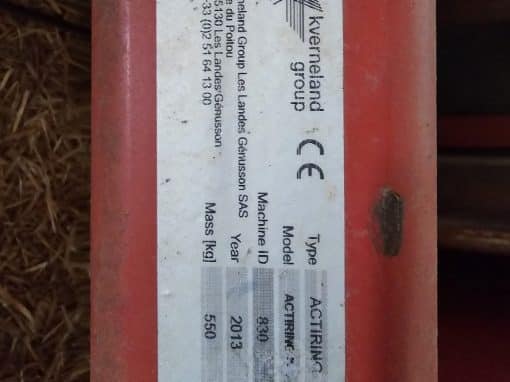 kverneland
group
CE
kverneland Group Les Landes Génusson SAS
du Poitou
5130 Les Landes Génusson
33 (0)2 51 64 13 00
Type ACTIRING
Model ACTIRING
Machine ID 830
Year 2013
Mass [kg] 550